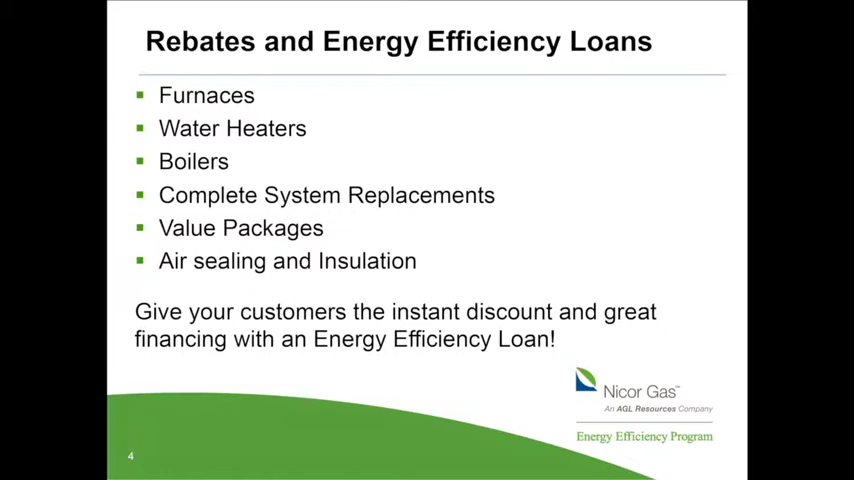 Rebates and Energy Efficiency Loans
Furnaces
Water Heaters
Boilers
Complete System Replacements
Value Packages
Air sealing and Insulation
Give your customers the instant discount and great
financing with an Energy Efficiency Loan!
Nicor Gas™
An AGL Resources Company
Energy Efficiency Program
4